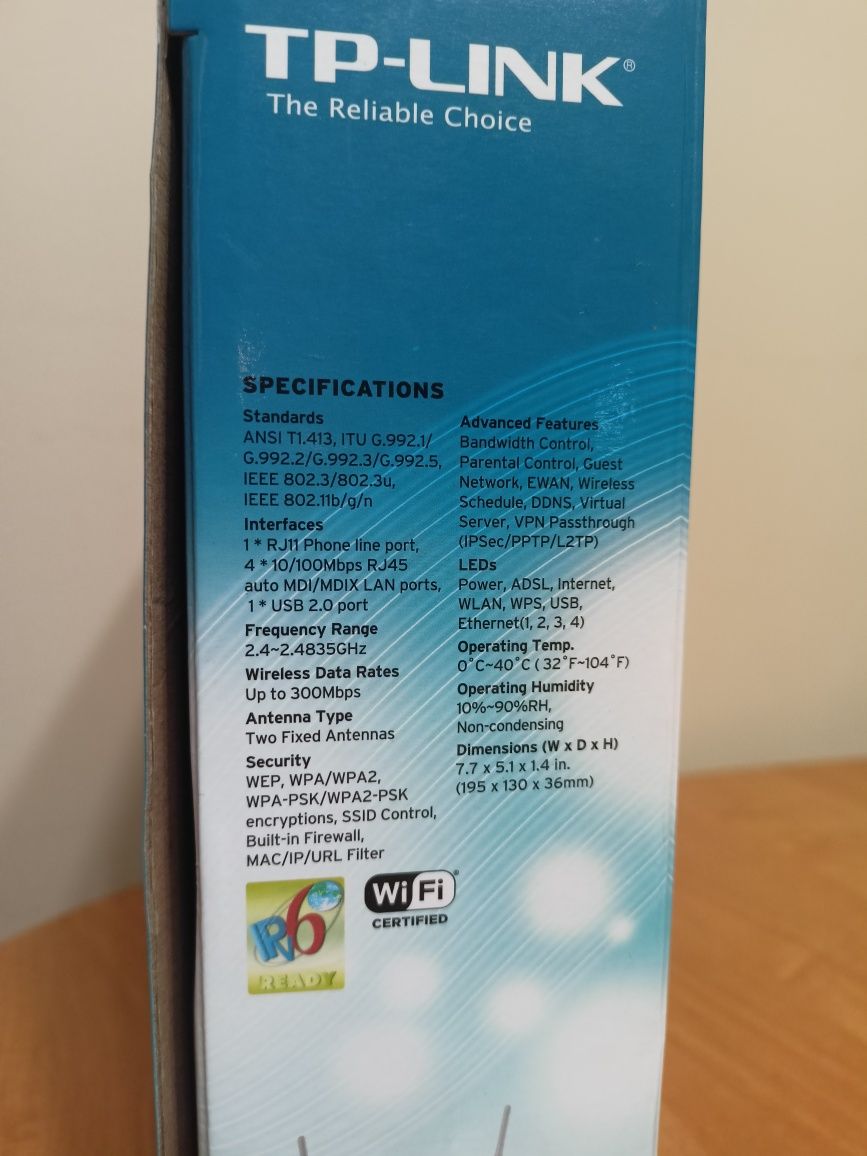 TP-LINK®
The Reliable Choice
SPECIFICATIONS
Standards
ANSI T1.413, ITU G.992.1/
G.992.2/G.992.3/G.992.5,
IEEE 802.3/802.3u,
IEEE 802.11b/g/n
Interfaces
1 * RJ11 Phone line port,
4 * 10/100Mbps RJ45
auto MDI/MDIX LAN ports,
1 * USB 2.0 port
Frequency Range
2.4~2.4835GHz
Wireless Data Rates
Up to 300Mbps
Antenna Type
Two Fixed Antennas
Security
WEP, WPA/WPA2,
WPA-PSK/WPA2-PSK
encryptions, SSID Control,
Built-in Firewall,
MAC/IP/URL Filter
Advanced Features
Bandwidth Control,
Parental Control, Guest
Network, EWAN, Wireless
Schedule, DDNS, Virtual
Server, VPN Passthrough
(IPSec/PPTP/L2TP)
LEDs
Power, ADSL, Internet,
WLAN, WPS, USB,
Ethernet(1, 2, 3, 4)
Operating Temp.
0°C~40°C ( 32°F~104°F)
Operating Humidity
10%~90%RH,
Non-condensing
Dimensions (W x D x H)
7.7 x 5.1 x 1.4 in.
(195 x 130 x 36mm)
IPv6
READY
Wi Fi®
CERTIFIED